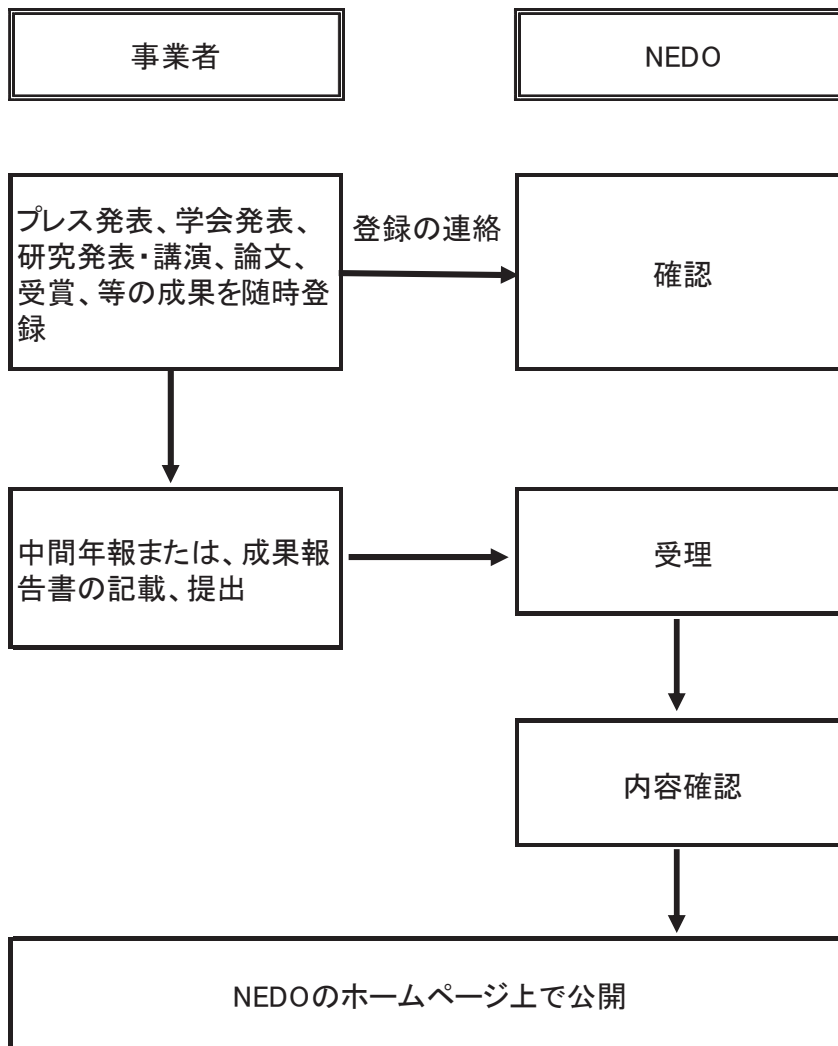 事業者
NEDO
プレス発表、学会発表、
研究発表・講演、論文、
受賞、等の成果を随時登
録
登録の連絡
確認
中間年報または、成果報
告書の記載、提出
受理
内容確認
NEDOのホームページ上で公開